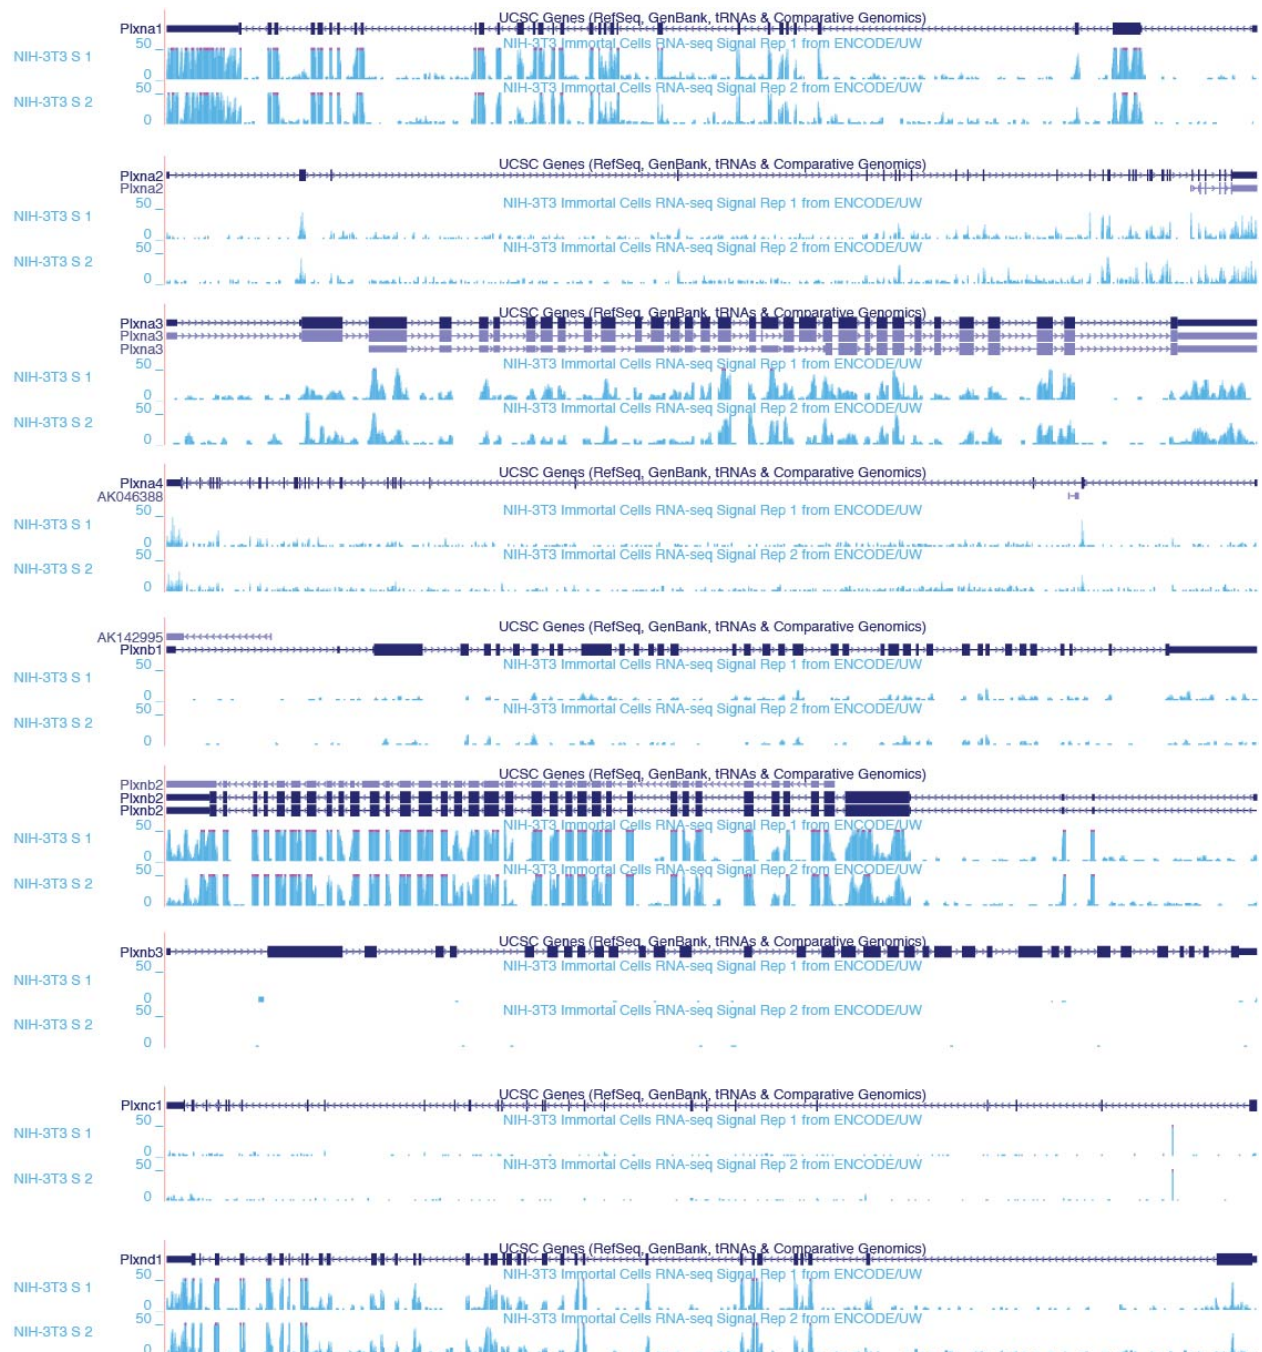 UCSC Genes (RefSeq, GenBank, tRNAs & Comparative Genomics)
Plxna1
50
NIH-3T3 Immortal Cells RNA-seq Signal Rep 1 from ENCODE/UW
NIH-3T3 S 1
0
50
NIH-3T3 Immortal Cells RNA-seq Signal Rep 2 from ENCODE/UW
NIH-3T3 S 2
0
UCSC Genes (RefSeq, GenBank, tRNAs & Comparative Genomics)
Plxna2
Plxna2
50
NIH-3T3 Immortal Cells RNA-seq Signal Rep 1 from ENCODE/UW
NIH-3T3 S 1
0
50
NIH-3T3 Immortal Cells RNA-seq Signal Rep 2 from ENCODE/UW
NIH-3T3 S 2
0
UCSC Genes (RefSeq, GenBank, tRNAs & Comparative Genomics)
Plxna3
Plxna3
Plxna3
50
NIH-3T3 Immortal Cells RNA-seq Signal Rep 1 from ENCODE/UW
NIH-3T3 S 1
0
50
NIH-3T3 Immortal Cells RNA-seq Signal Rep 2 from ENCODE/UW
NIH-3T3 S 2
0
UCSC Genes (RefSeq, GenBank, tRNAs & Comparative Genomics)
Plxna4
AK046388
50
NIH-3T3 Immortal Cells RNA-seq Signal Rep 1 from ENCODE/UW
NIH-3T3 S 1
0
50
NIH-3T3 Immortal Cells RNA-seq Signal Rep 2 from ENCODE/UW
NIH-3T3 S 2
0
UCSC Genes (RefSeq, GenBank, tRNAs & Comparative Genomics)
AK142995
Plxnb1
50
NIH-3T3 Immortal Cells RNA-seq Signal Rep 1 from ENCODE/UW
NIH-3T3 S 1
0
50
NIH-3T3 Immortal Cells RNA-seq Signal Rep 2 from ENCODE/UW
NIH-3T3 S 2
0
UCSC Genes (RefSeq, GenBank, tRNAs & Comparative Genomics)
Plxnb2
Plxnb2
Plxnb2
50
NIH-3T3 Immortal Cells RNA-seq Signal Rep 1 from ENCODE/UW
NIH-3T3 S 1
0
50
NIH-3T3 Immortal Cells RNA-seq Signal Rep 2 from ENCODE/UW
NIH-3T3 S 2
0
UCSC Genes (RefSeq, GenBank, tRNAs & Comparative Genomics)
Plxnb3
50
NIH-3T3 Immortal Cells RNA-seq Signal Rep 1 from ENCODE/UW
NIH-3T3 S 1
0
50
NIH-3T3 Immortal Cells RNA-seq Signal Rep 2 from ENCODE/UW
NIH-3T3 S 2
0
UCSC Genes (RefSeq, GenBank, tRNAs & Comparative Genomics)
Plxnc1
50
NIH-3T3 Immortal Cells RNA-seq Signal Rep 1 from ENCODE/UW
NIH-3T3 S 1
0
50
NIH-3T3 Immortal Cells RNA-seq Signal Rep 2 from ENCODE/UW
NIH-3T3 S 2
0
UCSC Genes (RefSeq, GenBank, tRNAs & Comparative Genomics)
Plxnd1
50
NIH-3T3 Immortal Cells RNA-seq Signal Rep 1 from ENCODE/UW
NIH-3T3 S 1
0
50
NIH-3T3 Immortal Cells RNA-seq Signal Rep 2 from ENCODE/UW
NIH-3T3 S 2
0